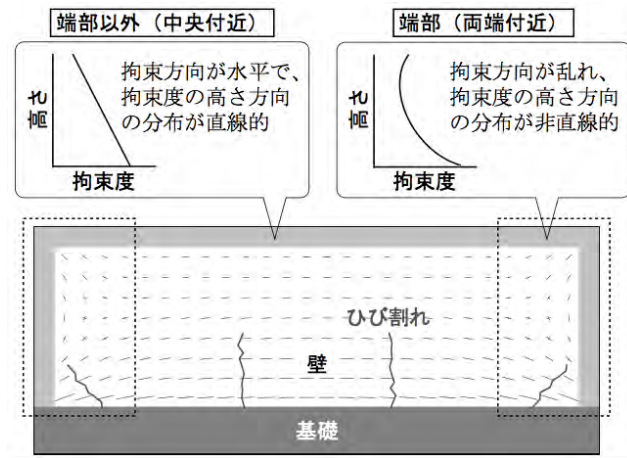 端部以外（中央付近）
高さ
拘束方向が水平で、
拘束度の高さ方向
の分布が直線的
拘束度
端部（両端付近）
高さ
拘束方向が乱れ、
拘束度の高さ方向
の分布が非直線的
拘束度
ひび割れ
壁
基礎